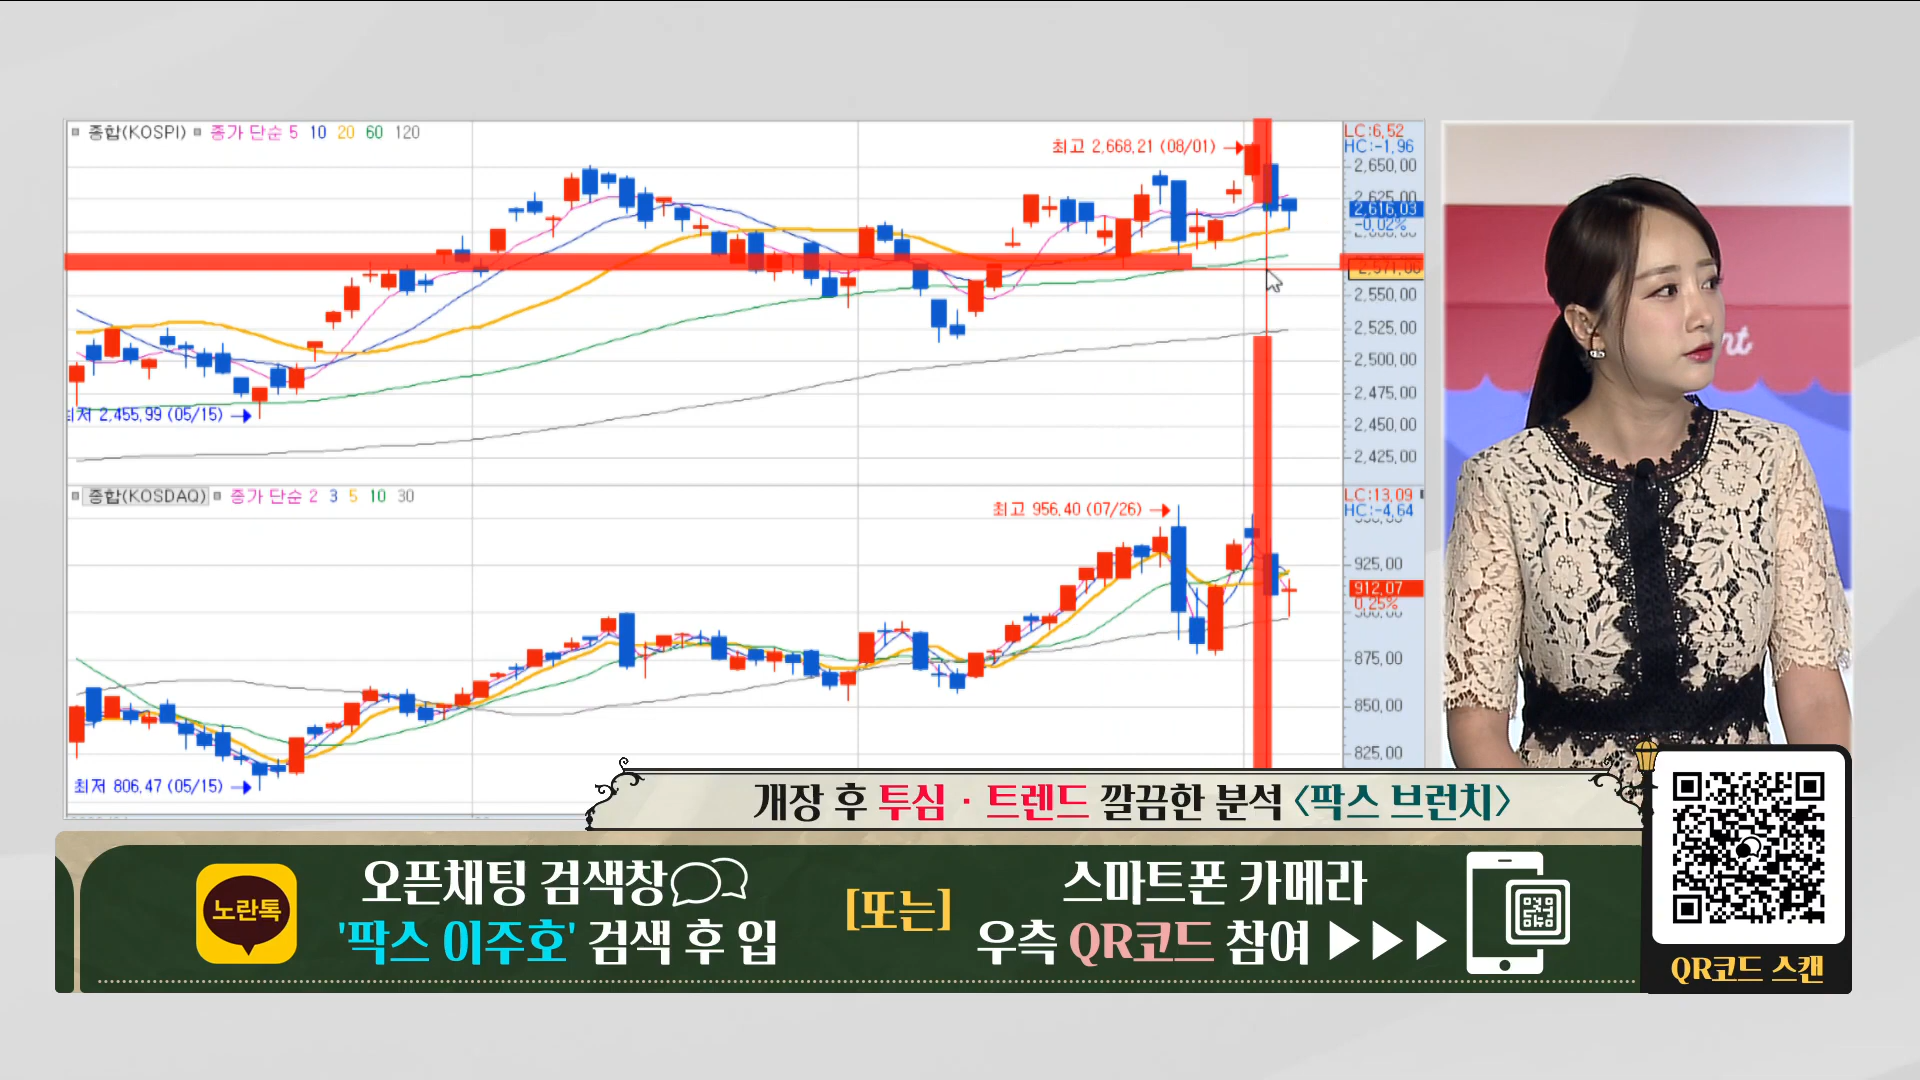 종합(KOSPI) 종가 단순 5 10 20 60 120
최고 2,668,21 (08/01)
LC:6,52
HC:-1,96
2,650,00
2,625,00
2,616,03
-0,02%
2,571,00
2,550,00
2,525,00
2,500,00
2,475,00
2,450,00
2,425,00
최저 2,455,99 (05/15)
종합(KOSDAQ) 종가 단순 2 3 5 10 30
최고 956,40 (07/26)
LC:13,09
HC:-4,64
925,00
912,07
0,25%
875,00
850,00
825,00
최저 806,47 (05/15)
개장 후 투심·트렌드 깔끔한 분석 〈팍스 브런치〉
노란톡
오픈채팅 검색창
'팍스 이주호' 검색 후 입
[또는]
스마트폰 카메라
우측 QR코드 참여 ▶▶▶
QR코드 스캔